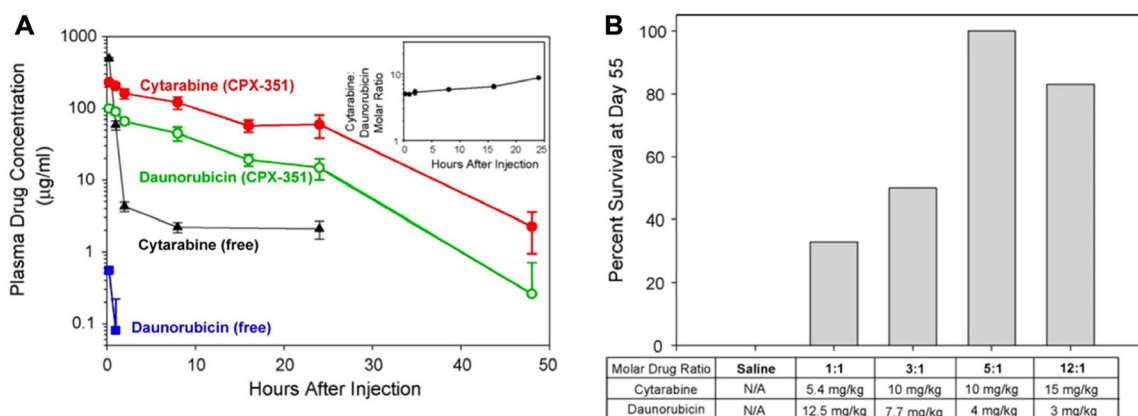 A
Plasma Drug Concentration
(µg/ml)
1000
100
10
1
0.1
Cytarabine (CPX-351)
Daunorubicin (CPX-351)
Cytarabine (free)
Daunorubicin (free)
0 10 20 30 40 50
Hours After Injection
Cytarabine:
Daunorubicin
Molar Ratio
10
1
0 5 10 15 20 25
Hours After Injection
B
Percent Survival at Day 55
100
80
60
40
20
0
Molar Drug Ratio Saline 1:1 3:1 5:1 12:1
Cytarabine N/A 5.4 mg/kg 10 mg/kg 10 mg/kg 15 mg/kg
Daunorubicin N/A 12.5 mg/kg 7.7 mg/kg 4 mg/kg 3 mg/kg